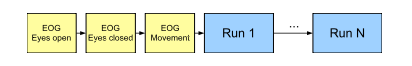 EOG
Eyes open
EOG
Eyes closed
EOG
Movement
Run 1
...
Run N